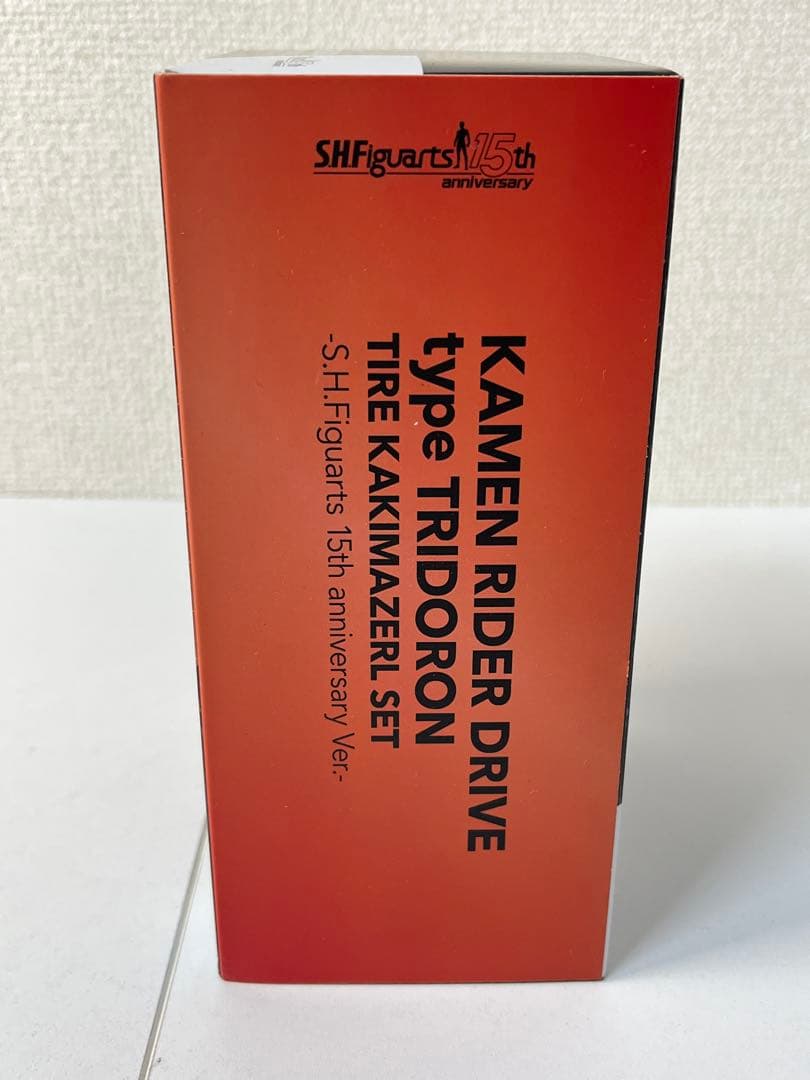 S.H.Figuarts 15th
anniversary
KAMEN RIDER DRIVE
type TRIDORON
TIRE KAKIMAZERL SET
-S.H.Figuarts 15th anniversary Ver.-